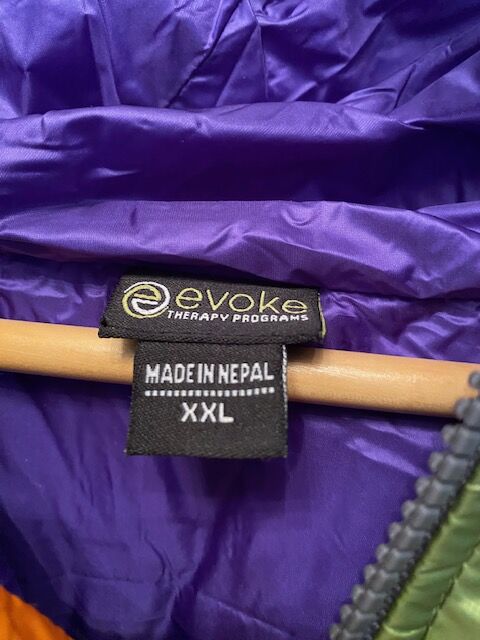 evoke
THERAPY PROGRAMS
MADE IN NEPAL
XXL